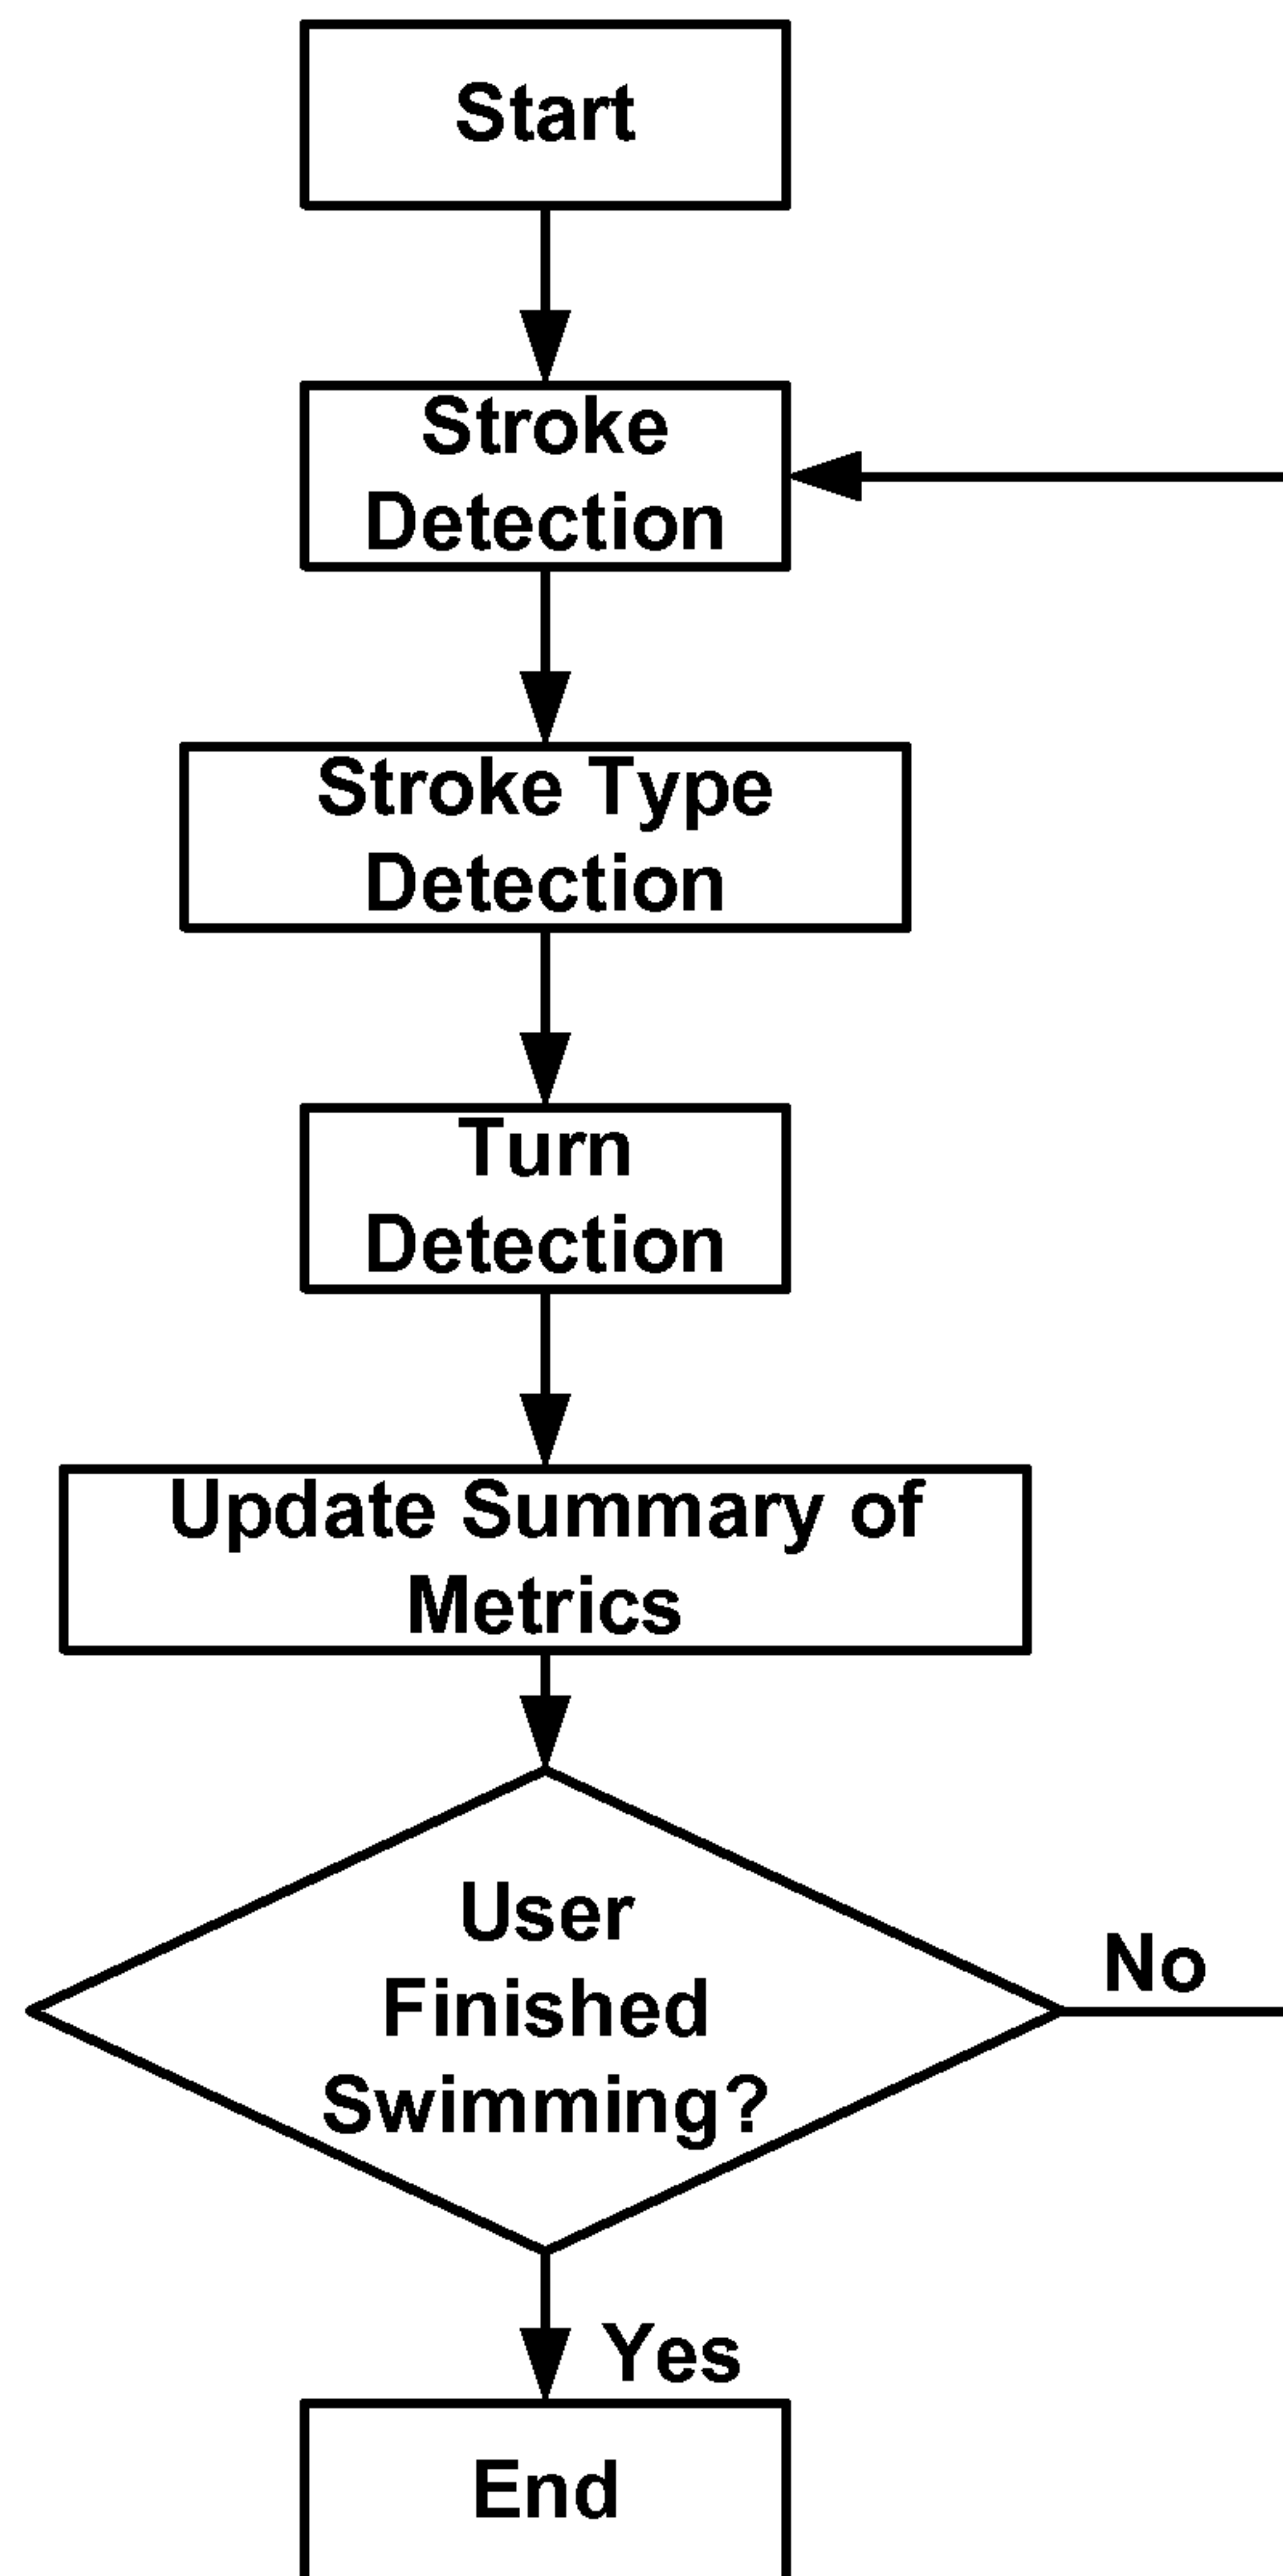 Start
Stroke
Detection
Stroke Type
Detection
Turn
Detection
Update Summary of
Metrics
User
Finished
Swimming?
No
Yes
End